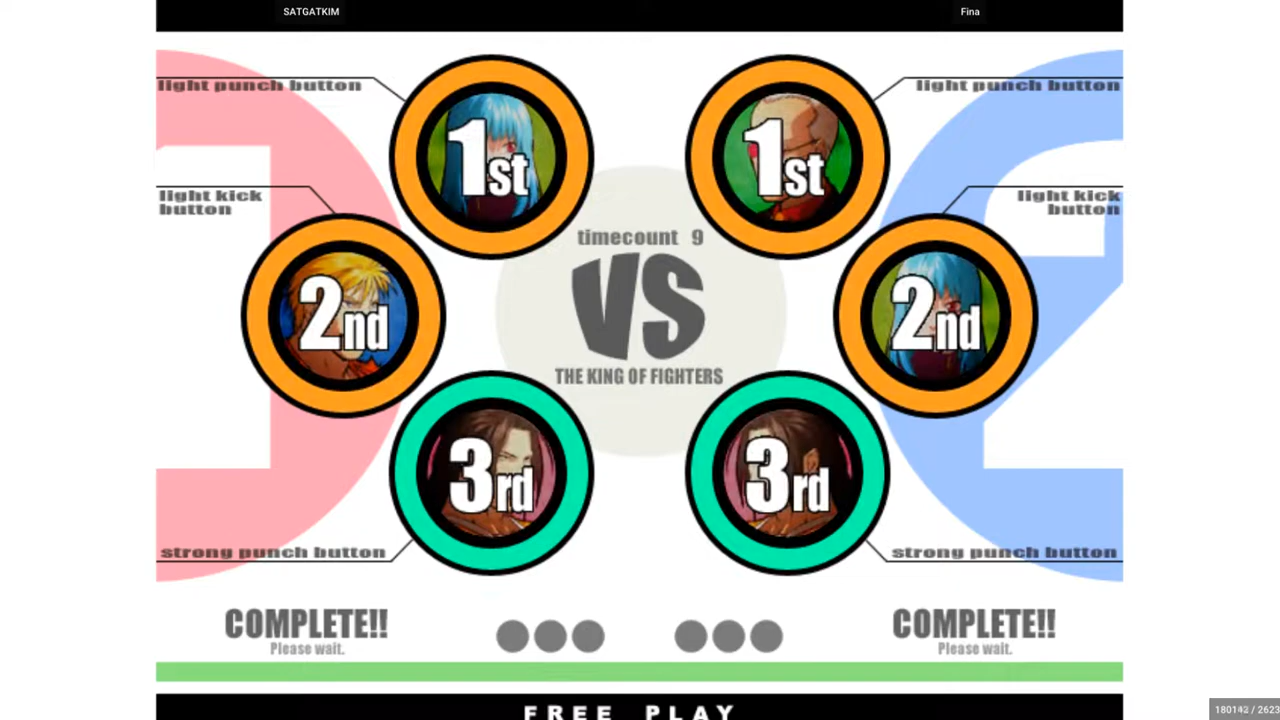 SATGATKIM
Fina
light punch button
light punch button
1st
1st
light kick
button
light kick
button
timecount 9
VS
THE KING OF FIGHTERS
2nd
2nd
3rd
3rd
strong punch button
strong punch button
COMPLETE!!
Please wait.
COMPLETE!!
Please wait.
FREE PLAY